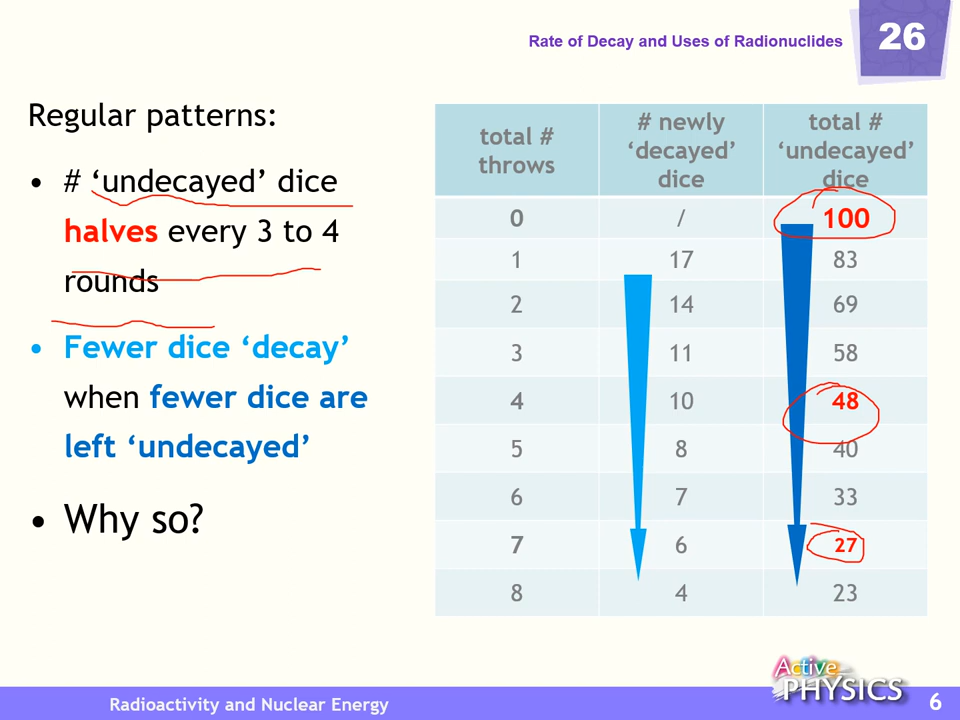 Rate of Decay and Uses of Radionuclides
26
Regular patterns:
• # ‘undecayed’ dice
halves every 3 to 4
rounds
• Fewer dice ‘decay’
when fewer dice are
left ‘undecayed’
• Why so?
total # throws # newly ‘decayed’ dice total # ‘undecayed’ dice
0 / 100
1 17 83
2 14 69
3 11 58
4 10 48
5 8 40
6 7 33
7 6 27
8 4 23
Active
PHYSICS
Radioactivity and Nuclear Energy
6